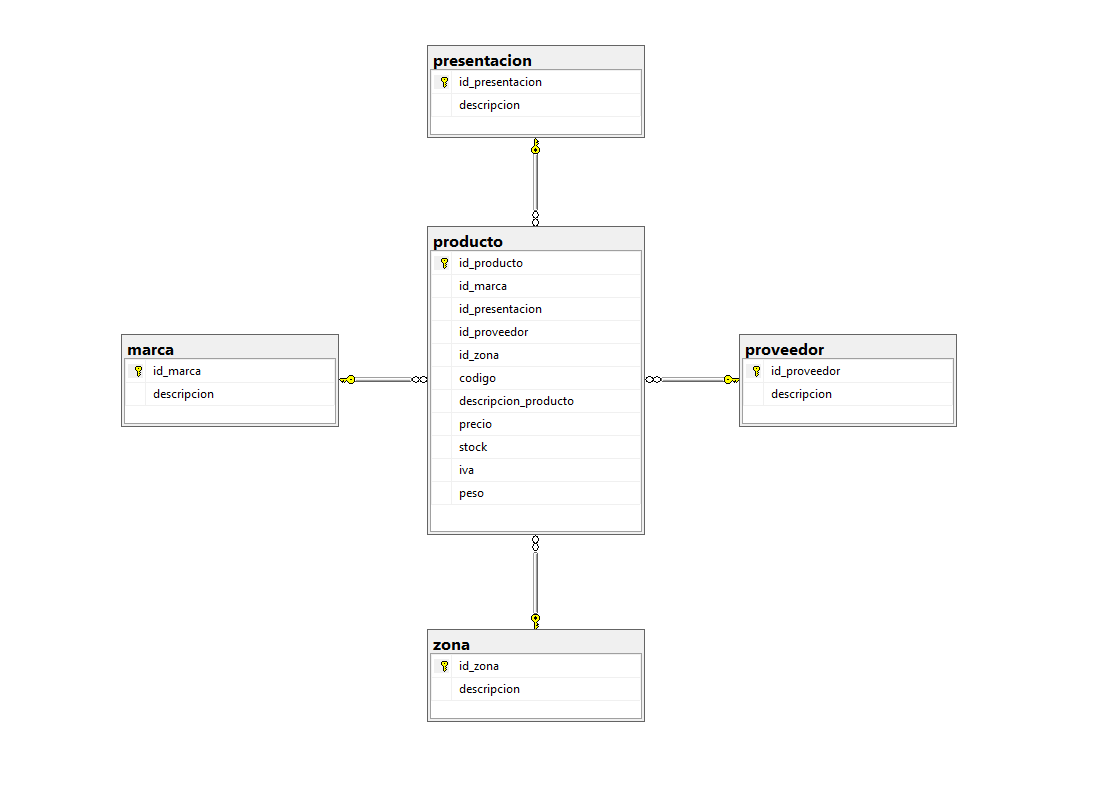 presentacion
id_presentacion
descripcion
producto
id_producto
id_marca
id_presentacion
id_proveedor
id_zona
codigo
descripcion_producto
precio
stock
iva
peso
marca
id_marca
descripcion
proveedor
id_proveedor
descripcion
zona
id_zona
descripcion